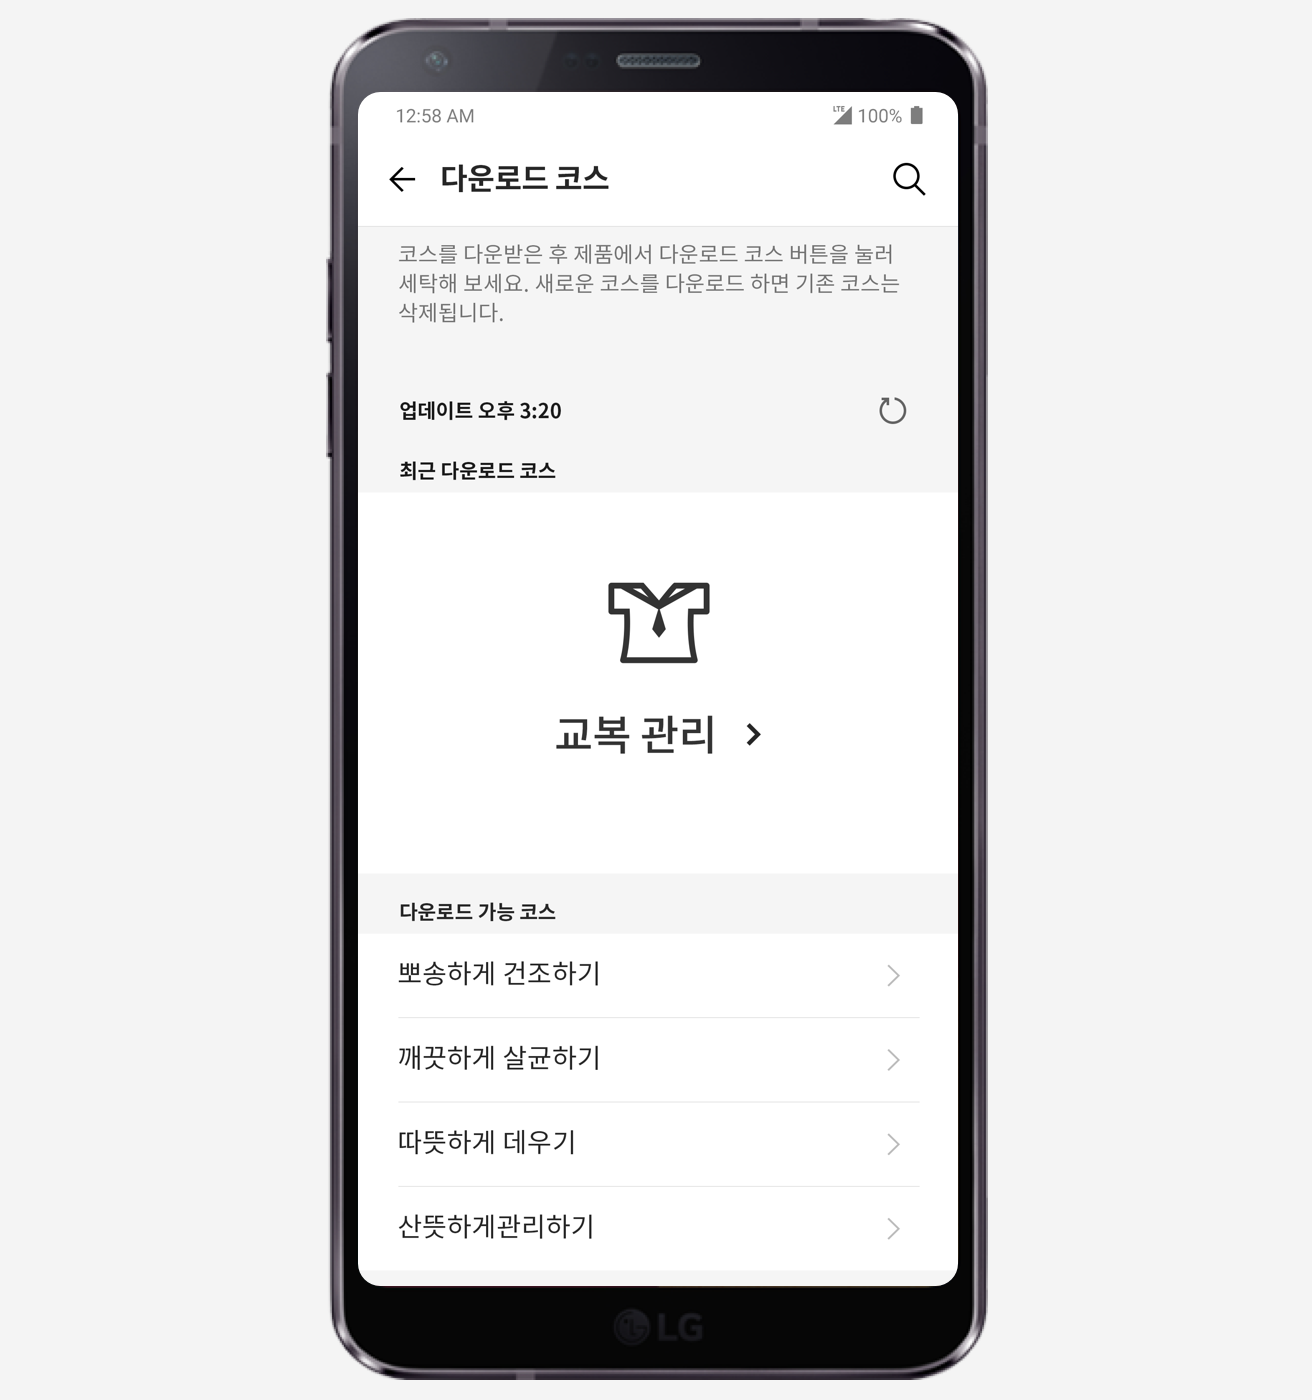 12:58 AM
LTE 100%
다운로드 코스
코스를 다운받은 후 제품에서 다운로드 코스 버튼을 눌러
세탁해 보세요. 새로운 코스를 다운로드 하면 기존 코스는
삭제됩니다.
업데이트 오후 3:20
최근 다운로드 코스
교복 관리
다운로드 가능 코스
뽀송하게 건조하기
깨끗하게 살균하기
따뜻하게 데우기
산뜻하게관리하기
LG